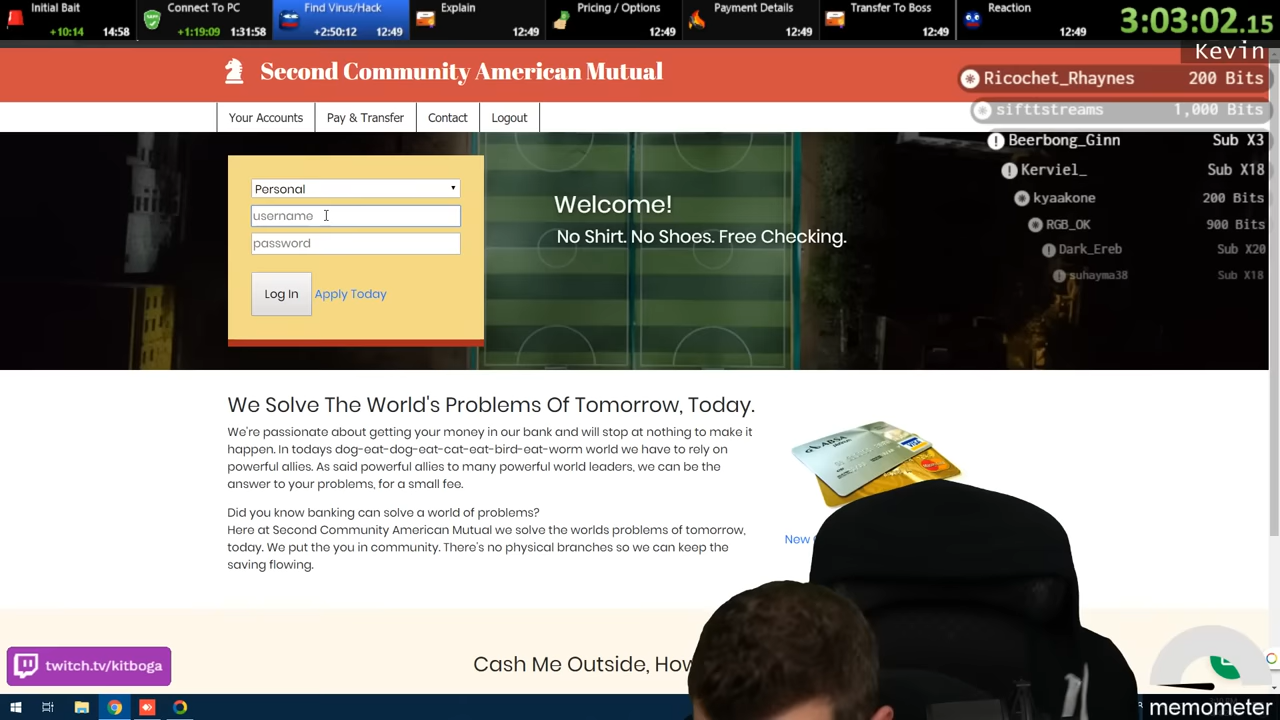 Initial Bait
+10:14 14:58
Connect To PC
+1:19:09 1:31:58
Find Virus/Hack
+2:50:12 12:49
Explain
12:49
Pricing / Options
12:49
Payment Details
12:49
Transfer To Boss
12:49
Reaction
12:49
3:03:02.15
Kevin
Second Community American Mutual
Ricochet_Rhaynes 200 Bits
sifttstreams 1,000 Bits
Beerbong_Ginn Sub X3
Kerviel_ Sub X18
kyaakone 200 Bits
RGB_OK 900 Bits
Dark_Ereb Sub X20
suhayma38 Sub X18
Your Accounts Pay & Transfer Contact Logout
Personal
username
password
Log In Apply Today
Welcome!
No Shirt. No Shoes. Free Checking.
We Solve The World's Problems Of Tomorrow, Today.
We're passionate about getting your money in our bank and will stop at nothing to make it
happen. In todays dog-eat-dog-eat-cat-eat-bird-eat-worm world we have to rely on
powerful allies. As said powerful allies to many powerful world leaders, we can be the
answer to your problems, for a small fee.
Did you know banking can solve a world of problems?
Here at Second Community American Mutual we solve the worlds problems of tomorrow,
today. We put the you in community. There's no physical branches so we can keep the
saving flowing.
ABSA
VISA
New
Cash Me Outside, How
twitch.tv/kitboga
memometer